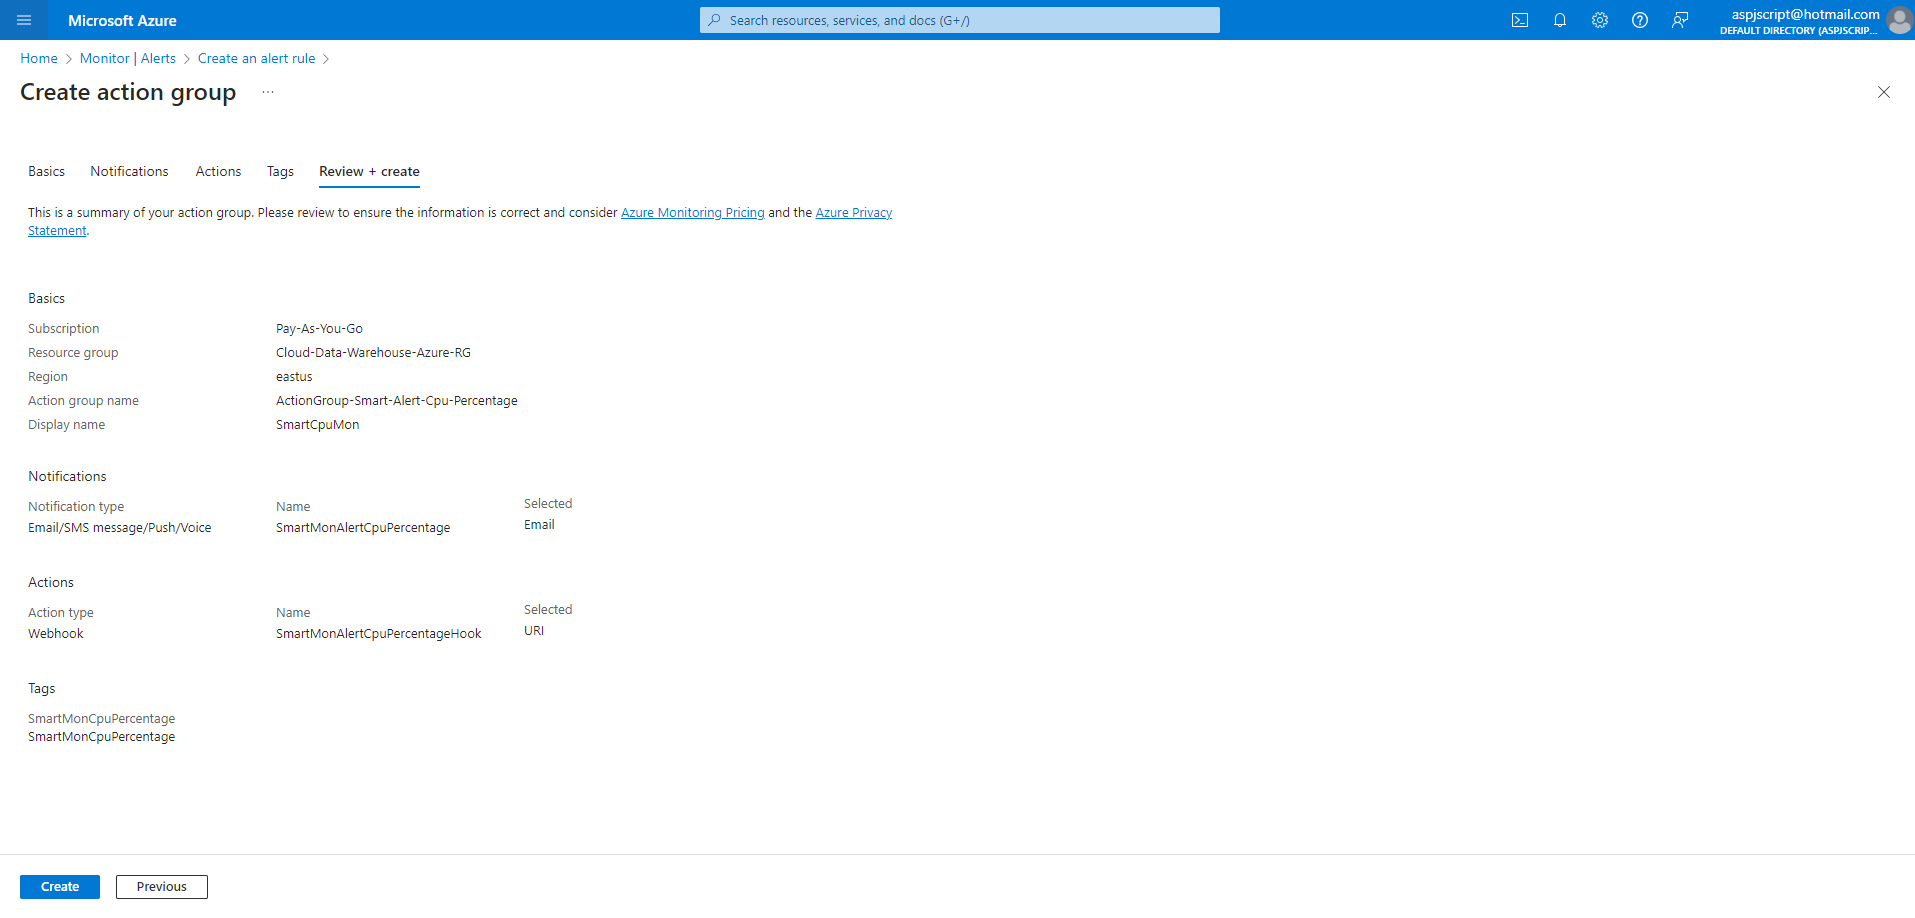 Microsoft Azure
Search resources, services, and docs (G+/)
aspjscript@hotmail.com
DEFAULT DIRECTORY (ASPJSCRIP...
Home > Monitor | Alerts > Create an alert rule >
Create action group ...
Basics Notifications Actions Tags Review + create
This is a summary of your action group. Please review to ensure the information is correct and consider Azure Monitoring Pricing and the Azure Privacy
Statement.
Basics
Subscription Pay-As-You-Go
Resource group Cloud-Data-Warehouse-Azure-RG
Region eastus
Action group name ActionGroup-Smart-Alert-Cpu-Percentage
Display name SmartCpuMon
Notifications
Notification type Name Selected
Email/SMS message/Push/Voice SmartMonAlertCpuPercentage Email
Actions
Action type Name Selected
Webhook SmartMonAlertCpuPercentageHook URI
Tags
SmartMonCpuPercentage
SmartMonCpuPercentage
Create Previous